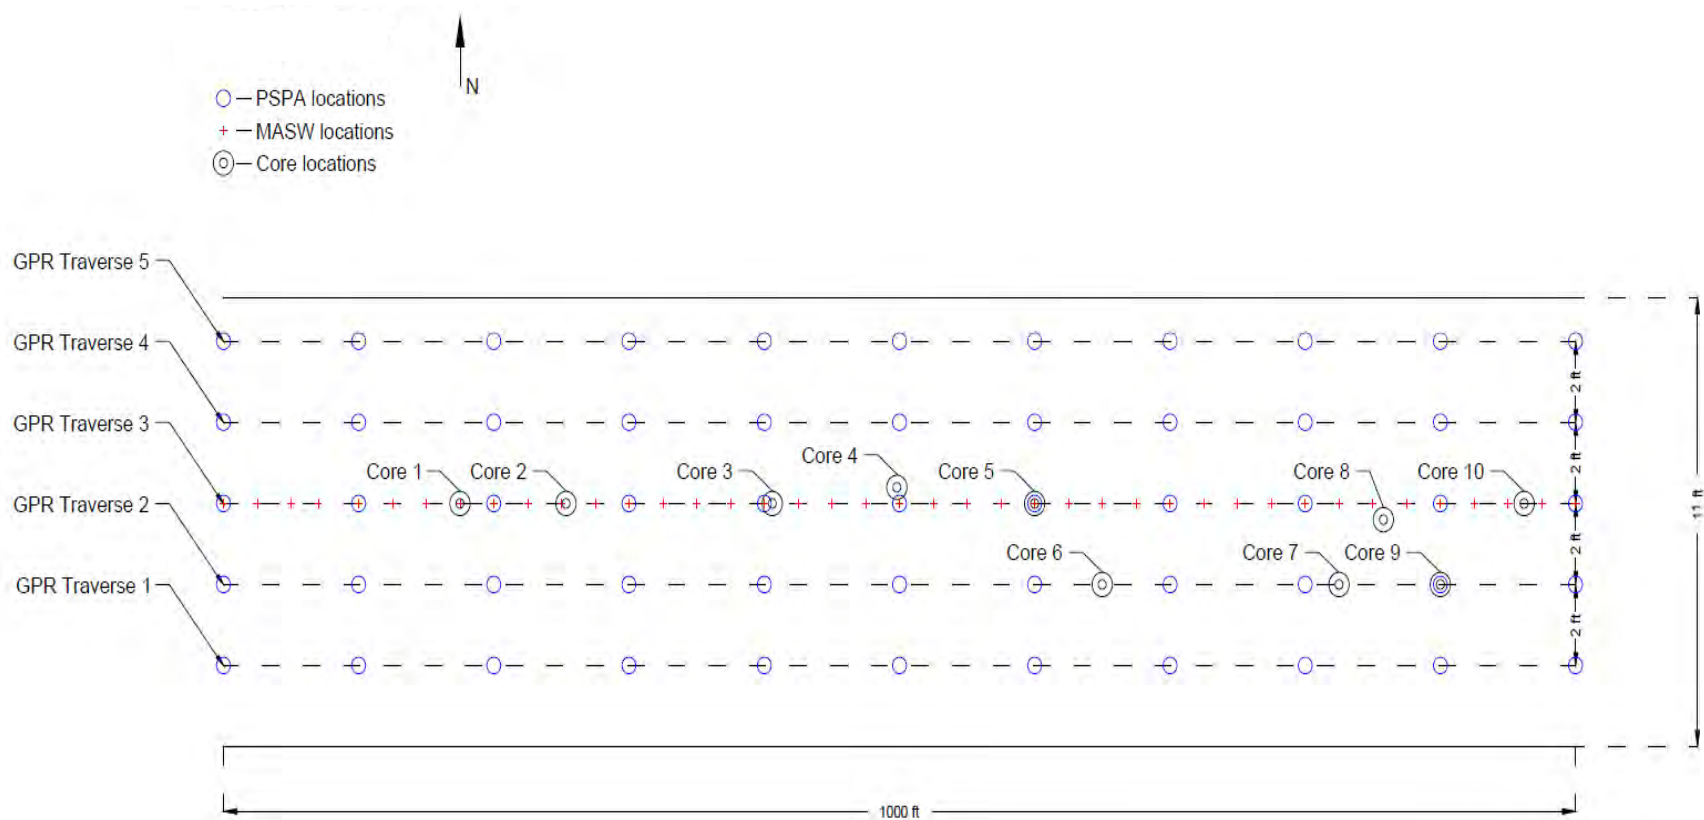 N
PSPA locations
MASW locations
Core locations
GPR Traverse 5
GPR Traverse 4
GPR Traverse 3
GPR Traverse 2
GPR Traverse 1
Core 1
Core 2
Core 3
Core 4
Core 5
Core 8
Core 10
Core 6
Core 7
Core 9
2 ft
2 ft
2 ft
2 ft
11 ft
1000 ft